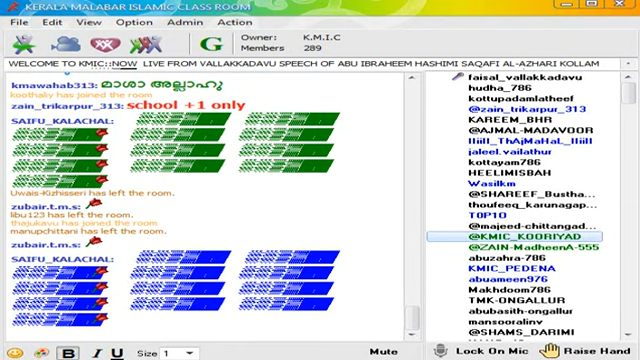 KERALA MALABAR ISLAMIC CLASS ROOM
File Edit View Option Admin Room Action
Owner: K.M.I.C
Members 289
G
WELCOME TO KMIC::NOW LIVE FROM VALLAKKADAVU SPEECH OF ABU IBRAHEEM HASHIMI SAQAFI AL-AZHARI KOLLAM
kmawahab313: മാശാ അല്ലാഹു
koothaliy has joined the room
zain_trikarpur_313: school +1 only
SAIFU_KALACHAL:
Uwais-Kizhisseri has left the room.
zubair.t.m.s:
libu123 has left the room.
thajukavu has joined the room
manupchittani has left the room.
zubair.t.m.s:
SAIFU_KALACHAL:
faisal_vallakkadavu
hudha_786
kottupadamlatheef
@zain_trikarpur_313
KAREEM_BHR
@AJMAL-MADAVOOR
jaleel.vailathur
kottayam786
HEELIMISBAH
Wasilkm
@SHAREEF_Bustha...
thoufeeq_karunagap...
TOP10
@majeed-chittangad...
@KMIC_KOORIYAD
@ZAIN-MadheenA-555
abuzahra-786
KMIC_PEDENA
abuameen976
Makhdoom786
TMK-ONGALLUR
abubasith-ongallur
mansooralinv
@SHAMS_DARIMI
B I U Size 1 Mute Lock On Mic Raise Hand